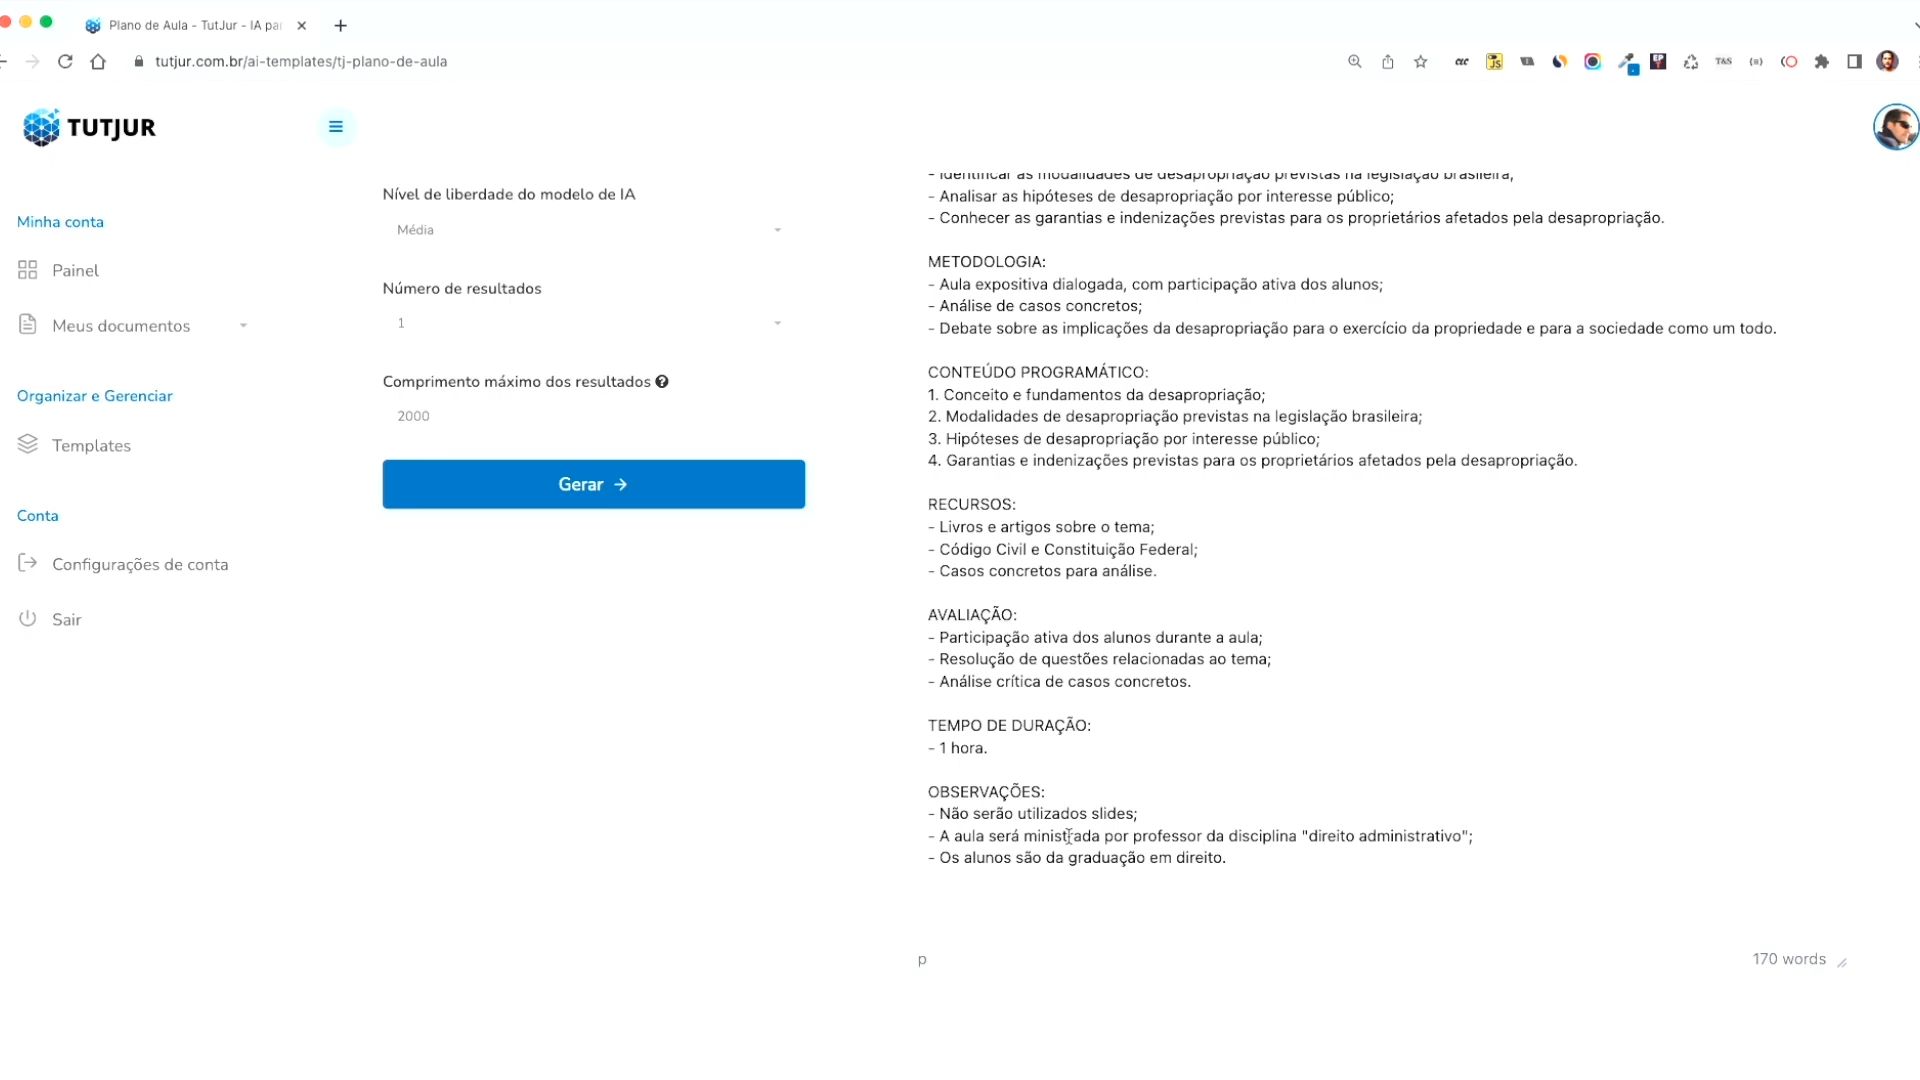 Plano de Aula - TutJur - IA par
tutjur.com.br/ai-templates/tj-plano-de-aula
TUTJUR
Minha conta
Painel
Meus documentos
Organizar e Gerenciar
Templates
Conta
Configurações de conta
Sair
Nível de liberdade do modelo de IA
Média
Número de resultados
1
Comprimento máximo dos resultados
2000
Gerar →
- Identificar as modalidades de desapropriação previstas na legislação brasileira;
- Analisar as hipóteses de desapropriação por interesse público;
- Conhecer as garantias e indenizações previstas para os proprietários afetados pela desapropriação.
METODOLOGIA:
- Aula expositiva dialogada, com participação ativa dos alunos;
- Análise de casos concretos;
- Debate sobre as implicações da desapropriação para o exercício da propriedade e para a sociedade como um todo.
CONTEÚDO PROGRAMÁTICO:
1. Conceito e fundamentos da desapropriação;
2. Modalidades de desapropriação previstas na legislação brasileira;
3. Hipóteses de desapropriação por interesse público;
4. Garantias e indenizações previstas para os proprietários afetados pela desapropriação.
RECURSOS:
- Livros e artigos sobre o tema;
- Código Civil e Constituição Federal;
- Casos concretos para análise.
AVALIAÇÃO:
- Participação ativa dos alunos durante a aula;
- Resolução de questões relacionadas ao tema;
- Análise crítica de casos concretos.
TEMPO DE DURAÇÃO:
- 1 hora.
OBSERVAÇÕES:
- Não serão utilizados slides;
- A aula será ministrada por professor da disciplina "direito administrativo";
- Os alunos são da graduação em direito.
p
170 words